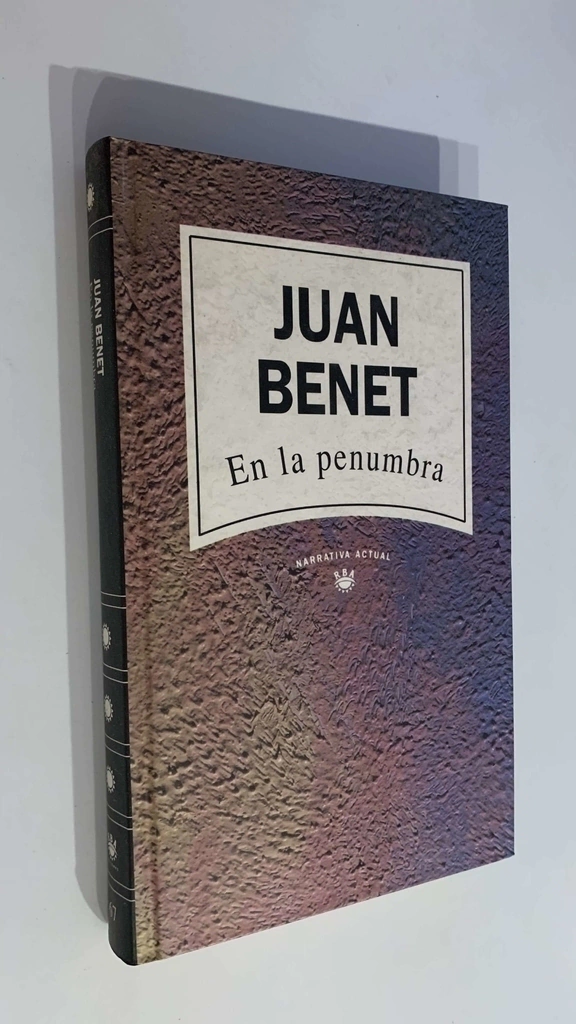 JUAN
BENET
En la penumbra
NARRATIVA ACTUAL
RBA
JUAN BENET